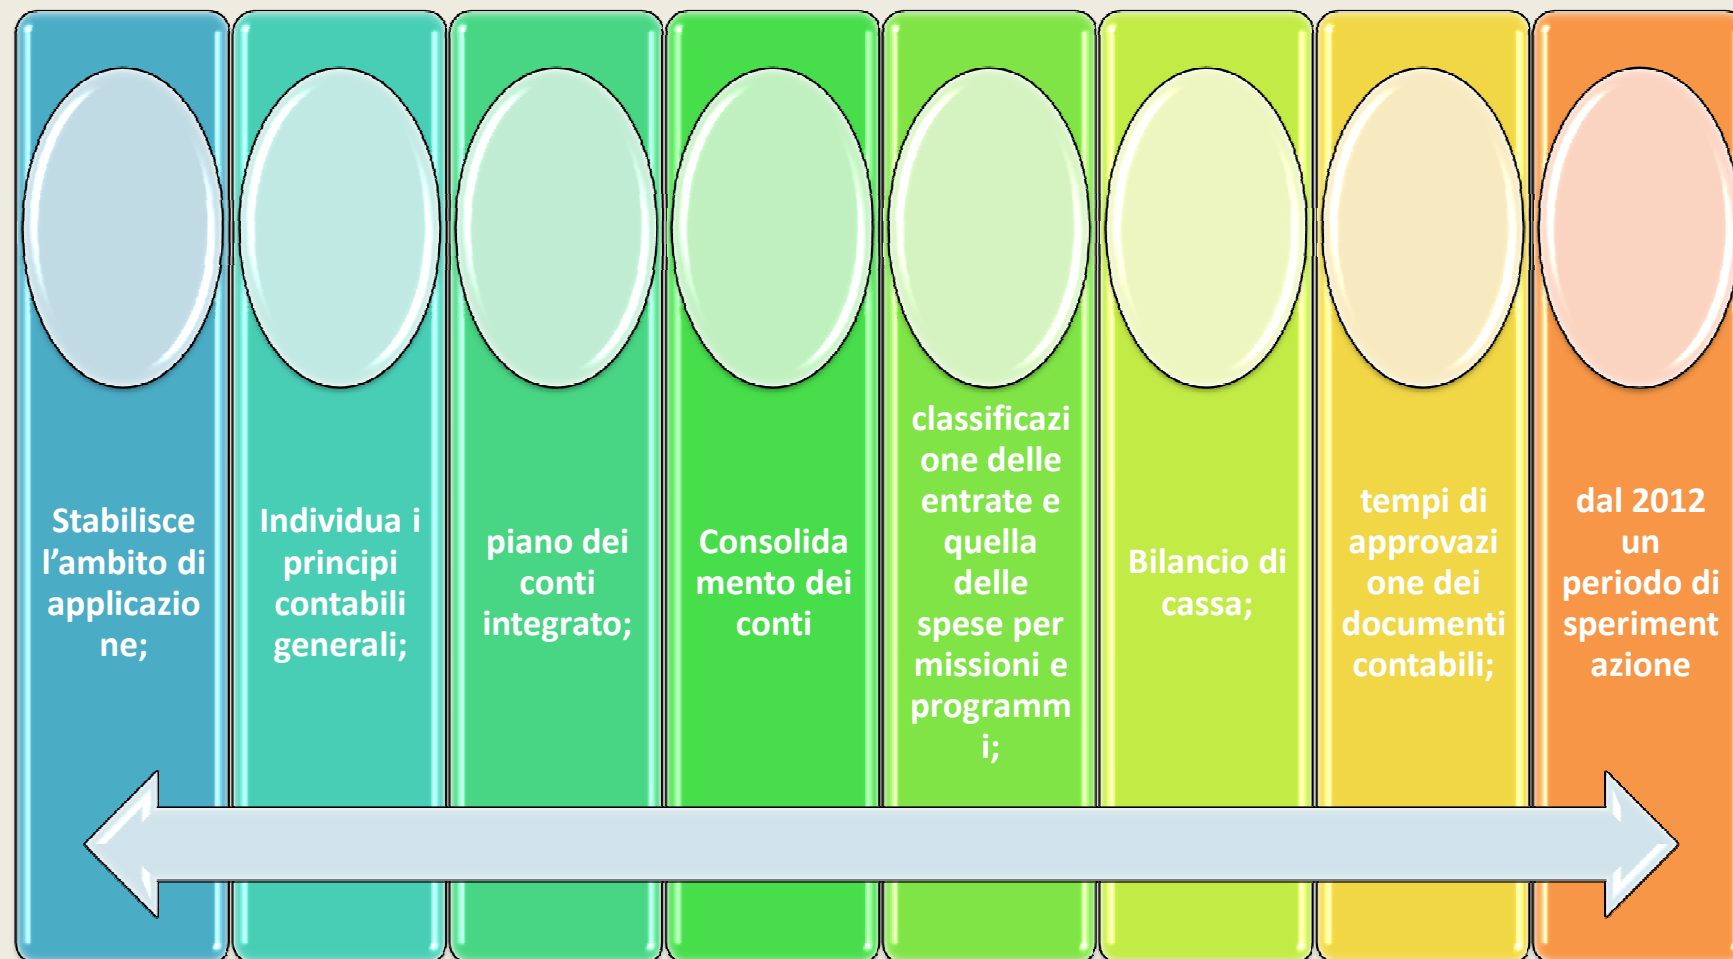 Stabilisce
l’ambito di
applicazio
ne;
Individua i
principi
contabili
generali;
piano dei
conti
integrato;
Consolida
mento dei
conti
classificazi
one delle
entrate e
quella
delle
spese per
missioni e
programm
i;
Bilancio di
cassa;
tempi di
approvazi
one dei
documenti
contabili;
dal 2012
un
periodo di
speriment
azione